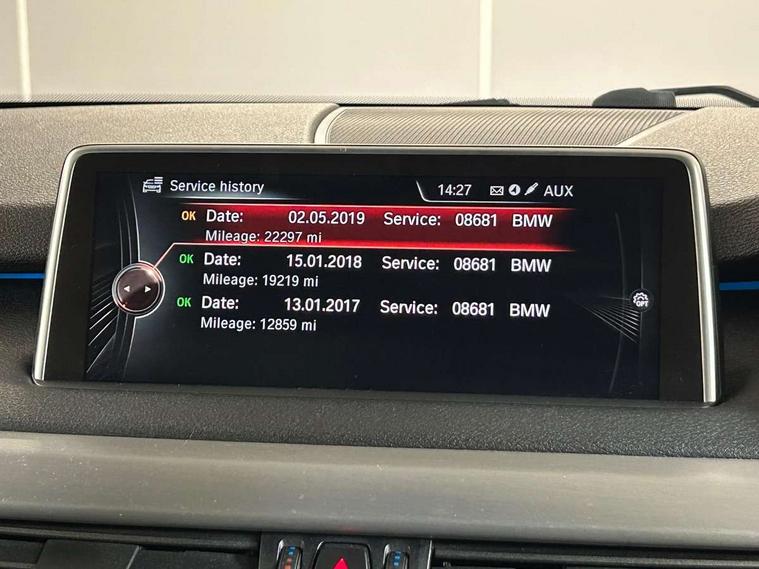 Service history 14:27 AUX
OK Date: 02.05.2019 Service: 08681 BMW
Mileage: 22297 mi
OK Date: 15.01.2018 Service: 08681 BMW
Mileage: 19219 mi
OK Date: 13.01.2017 Service: 08681 BMW
Mileage: 12859 mi
OPT